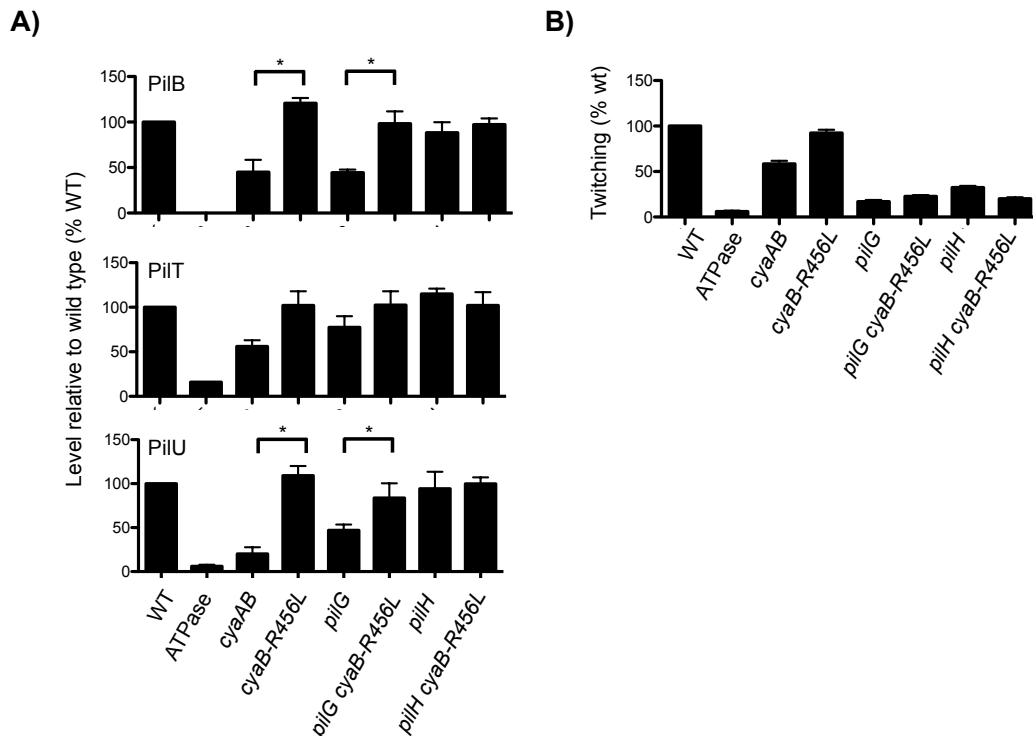 A)
B)
PilB
150
100
50
0
PilT
150
100
50
0
PilU
150
100
50
0
Level relative to wild type (% WT)
* *
* *
WT
ATPase
cyaAB
cyaB-R456L
pilG
pilG cyaB-R456L
pilH
pilH cyaB-R456L
Twitching (% wt)
150
100
50
0
WT
ATPase
cyaAB
cyaB-R456L
pilG
pilG cyaB-R456L
pilH
pilH cyaB-R456L